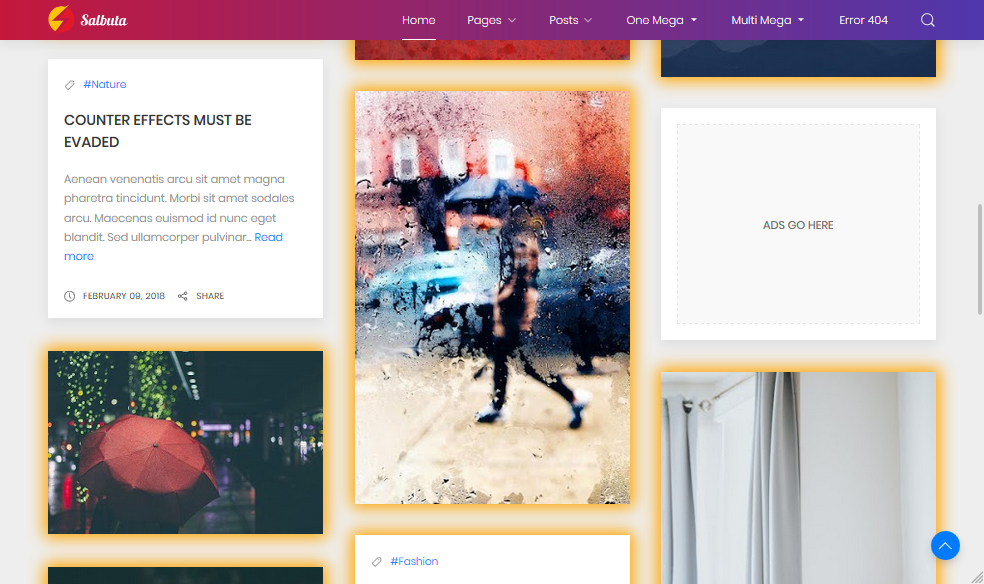 Salbuta
Home
Pages
Posts
One Mega
Multi Mega
Error 404
#Nature
COUNTER EFFECTS MUST BE
EVADED
Aenean venenatis arcu sit amet magna
pharetra tincidunt. Morbi sit amet sodales
arcu. Maecenas euismod id nunc eget
blandit. Sed ullamcorper pulvinar... Read
more
FEBRUARY 09, 2018
SHARE
#Fashion
ADS GO HERE